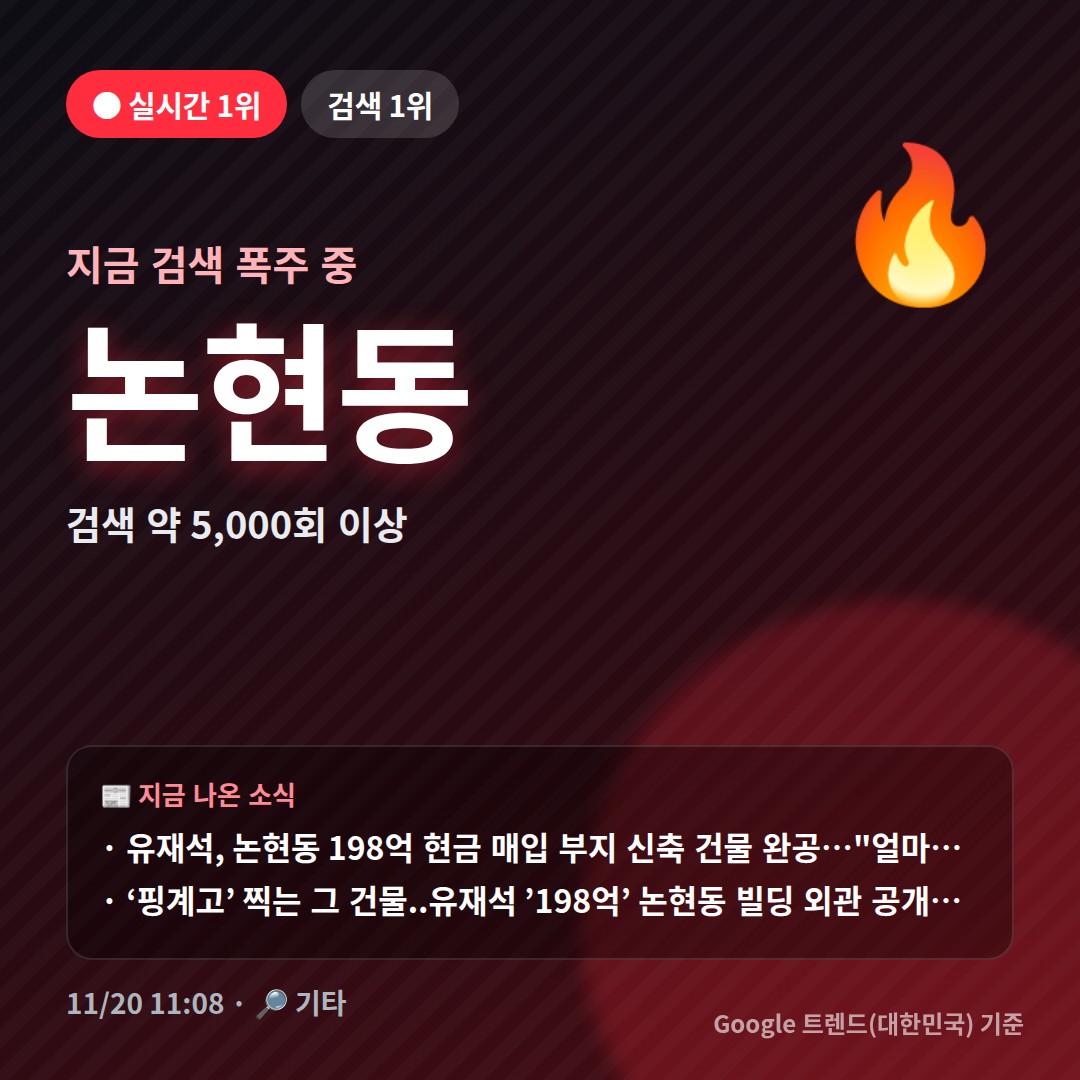 실시간 1위
검색 1위
지금 검색 폭주 중
논현동
검색 약 5,000회 이상
지금 나온 소식
· 유재석, 논현동 198억 현금 매입 부지 신축 건물 완공…"얼마…
· ‘핑계고’ 찍는 그 건물..유재석 ’198억’ 논현동 빌딩 외관 공개…
11/20 11:08 · 🔎 기타
Google 트렌드(대한민국) 기준